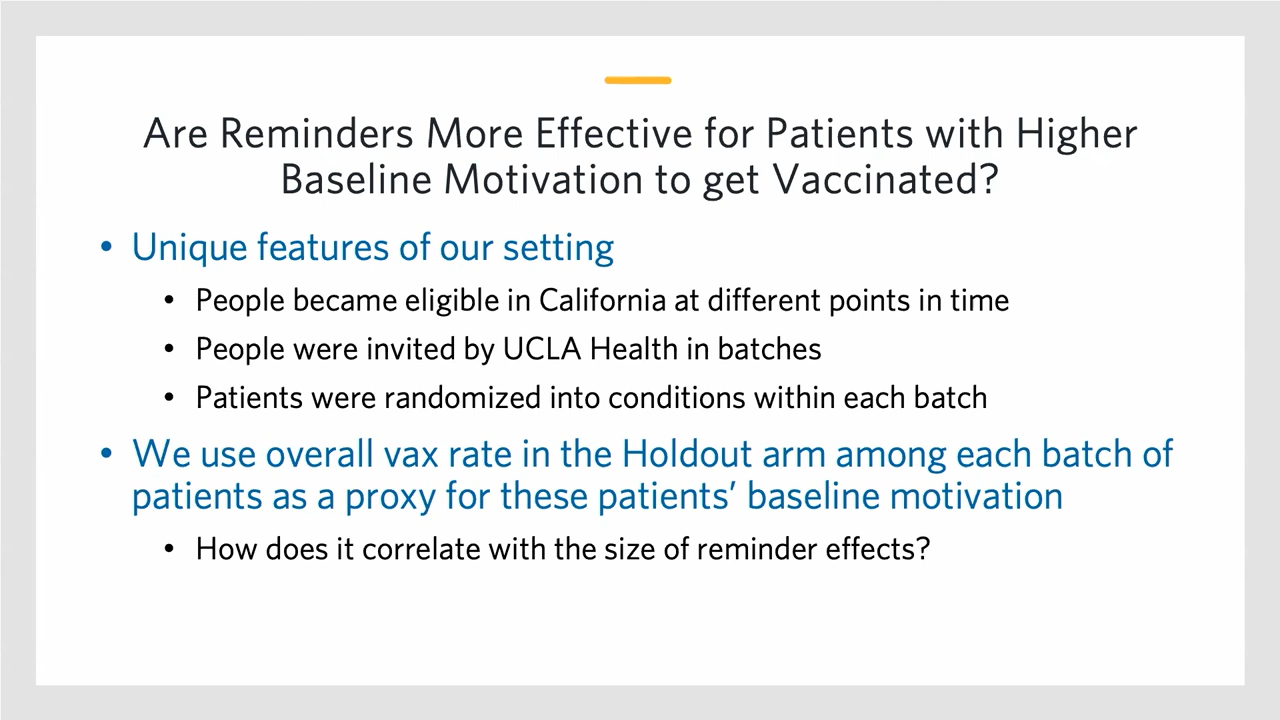 Are Reminders More Effective for Patients with Higher
Baseline Motivation to get Vaccinated?
• Unique features of our setting
• People became eligible in California at different points in time
• People were invited by UCLA Health in batches
• Patients were randomized into conditions within each batch
• We use overall vax rate in the Holdout arm among each batch of
patients as a proxy for these patients’ baseline motivation
• How does it correlate with the size of reminder effects?